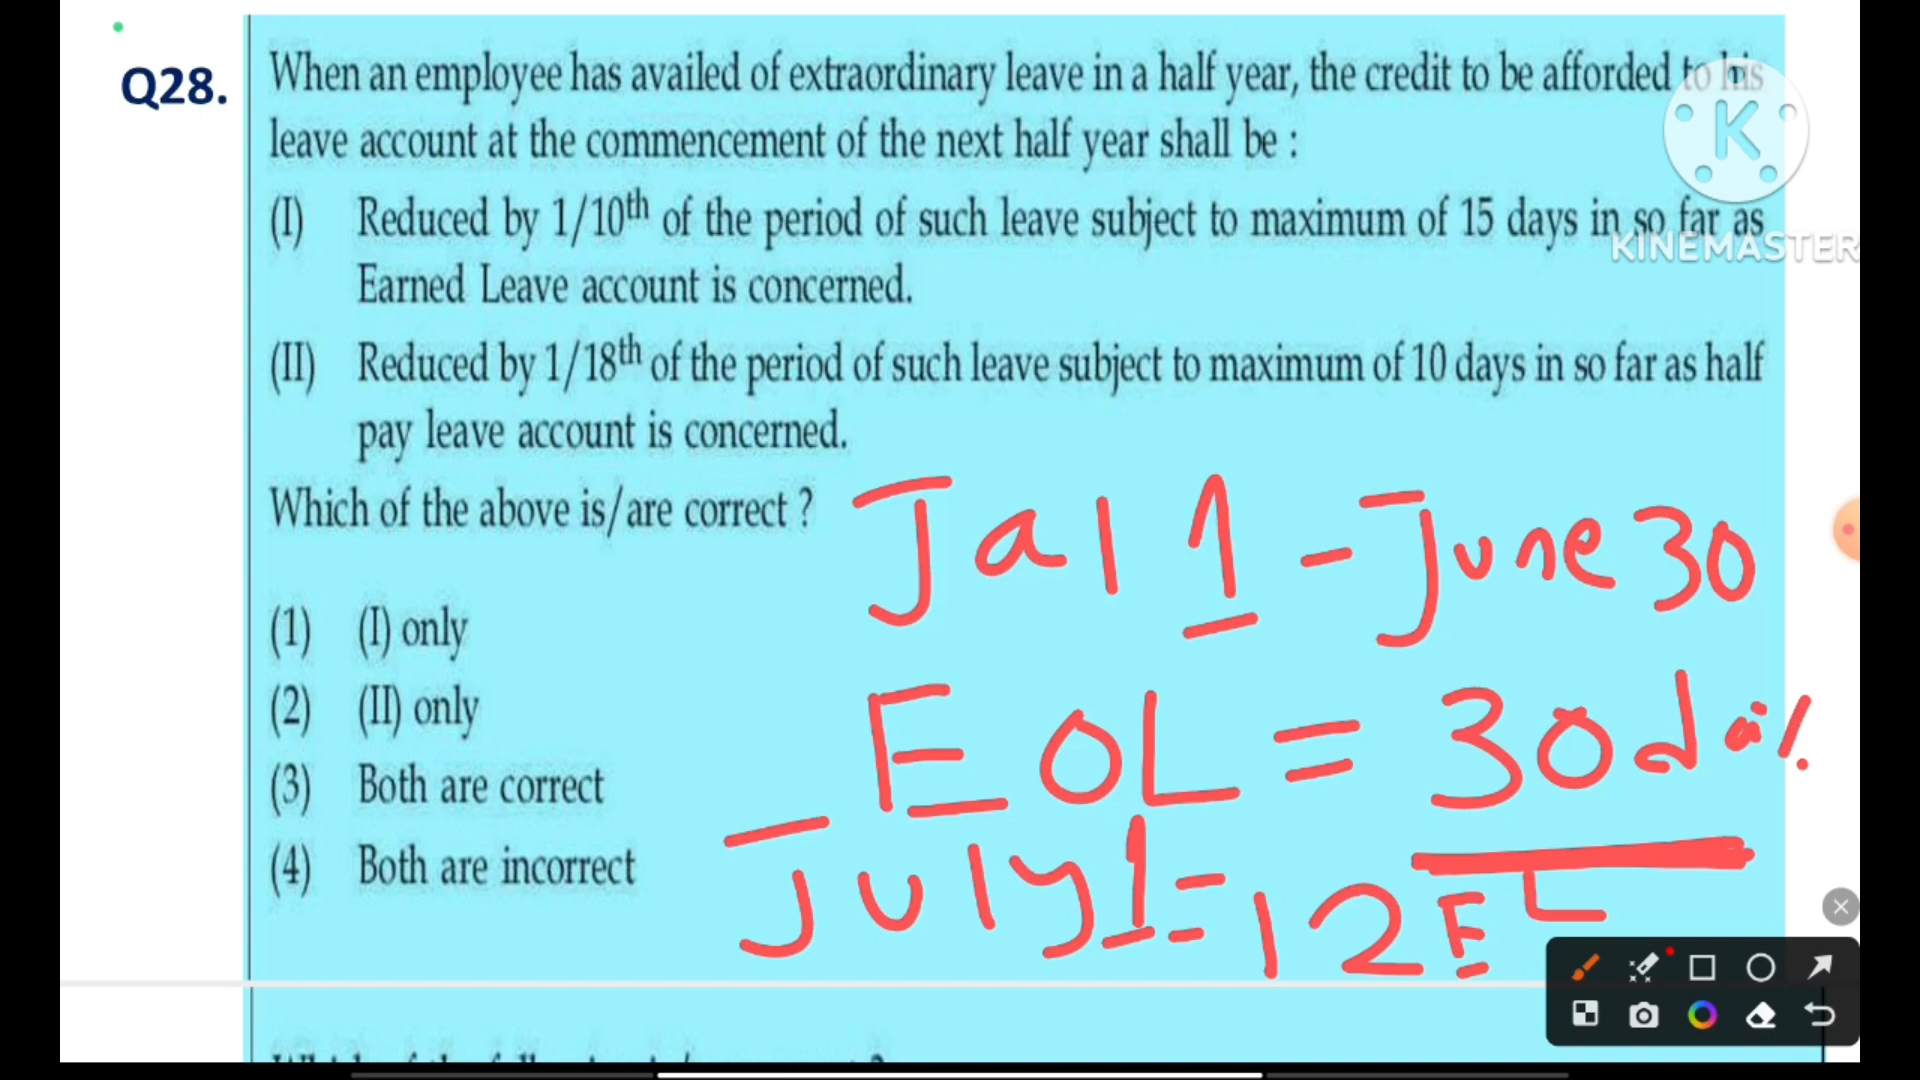 Q28. When an employee has availed of extraordinary leave in a half year, the credit to be afforded to his
leave account at the commencement of the next half year shall be :
(I) Reduced by 1/10th of the period of such leave subject to maximum of 15 days in so far as
Earned Leave account is concerned.
(II) Reduced by 1/18th of the period of such leave subject to maximum of 10 days in so far as half
pay leave account is concerned.
Which of the above is/are correct ?
(1) (I) only
(2) (II) only
(3) Both are correct
(4) Both are incorrect
Jal 1 - June 30
EOL = 30
July 1 = 12 EL
K
KINEMASTER